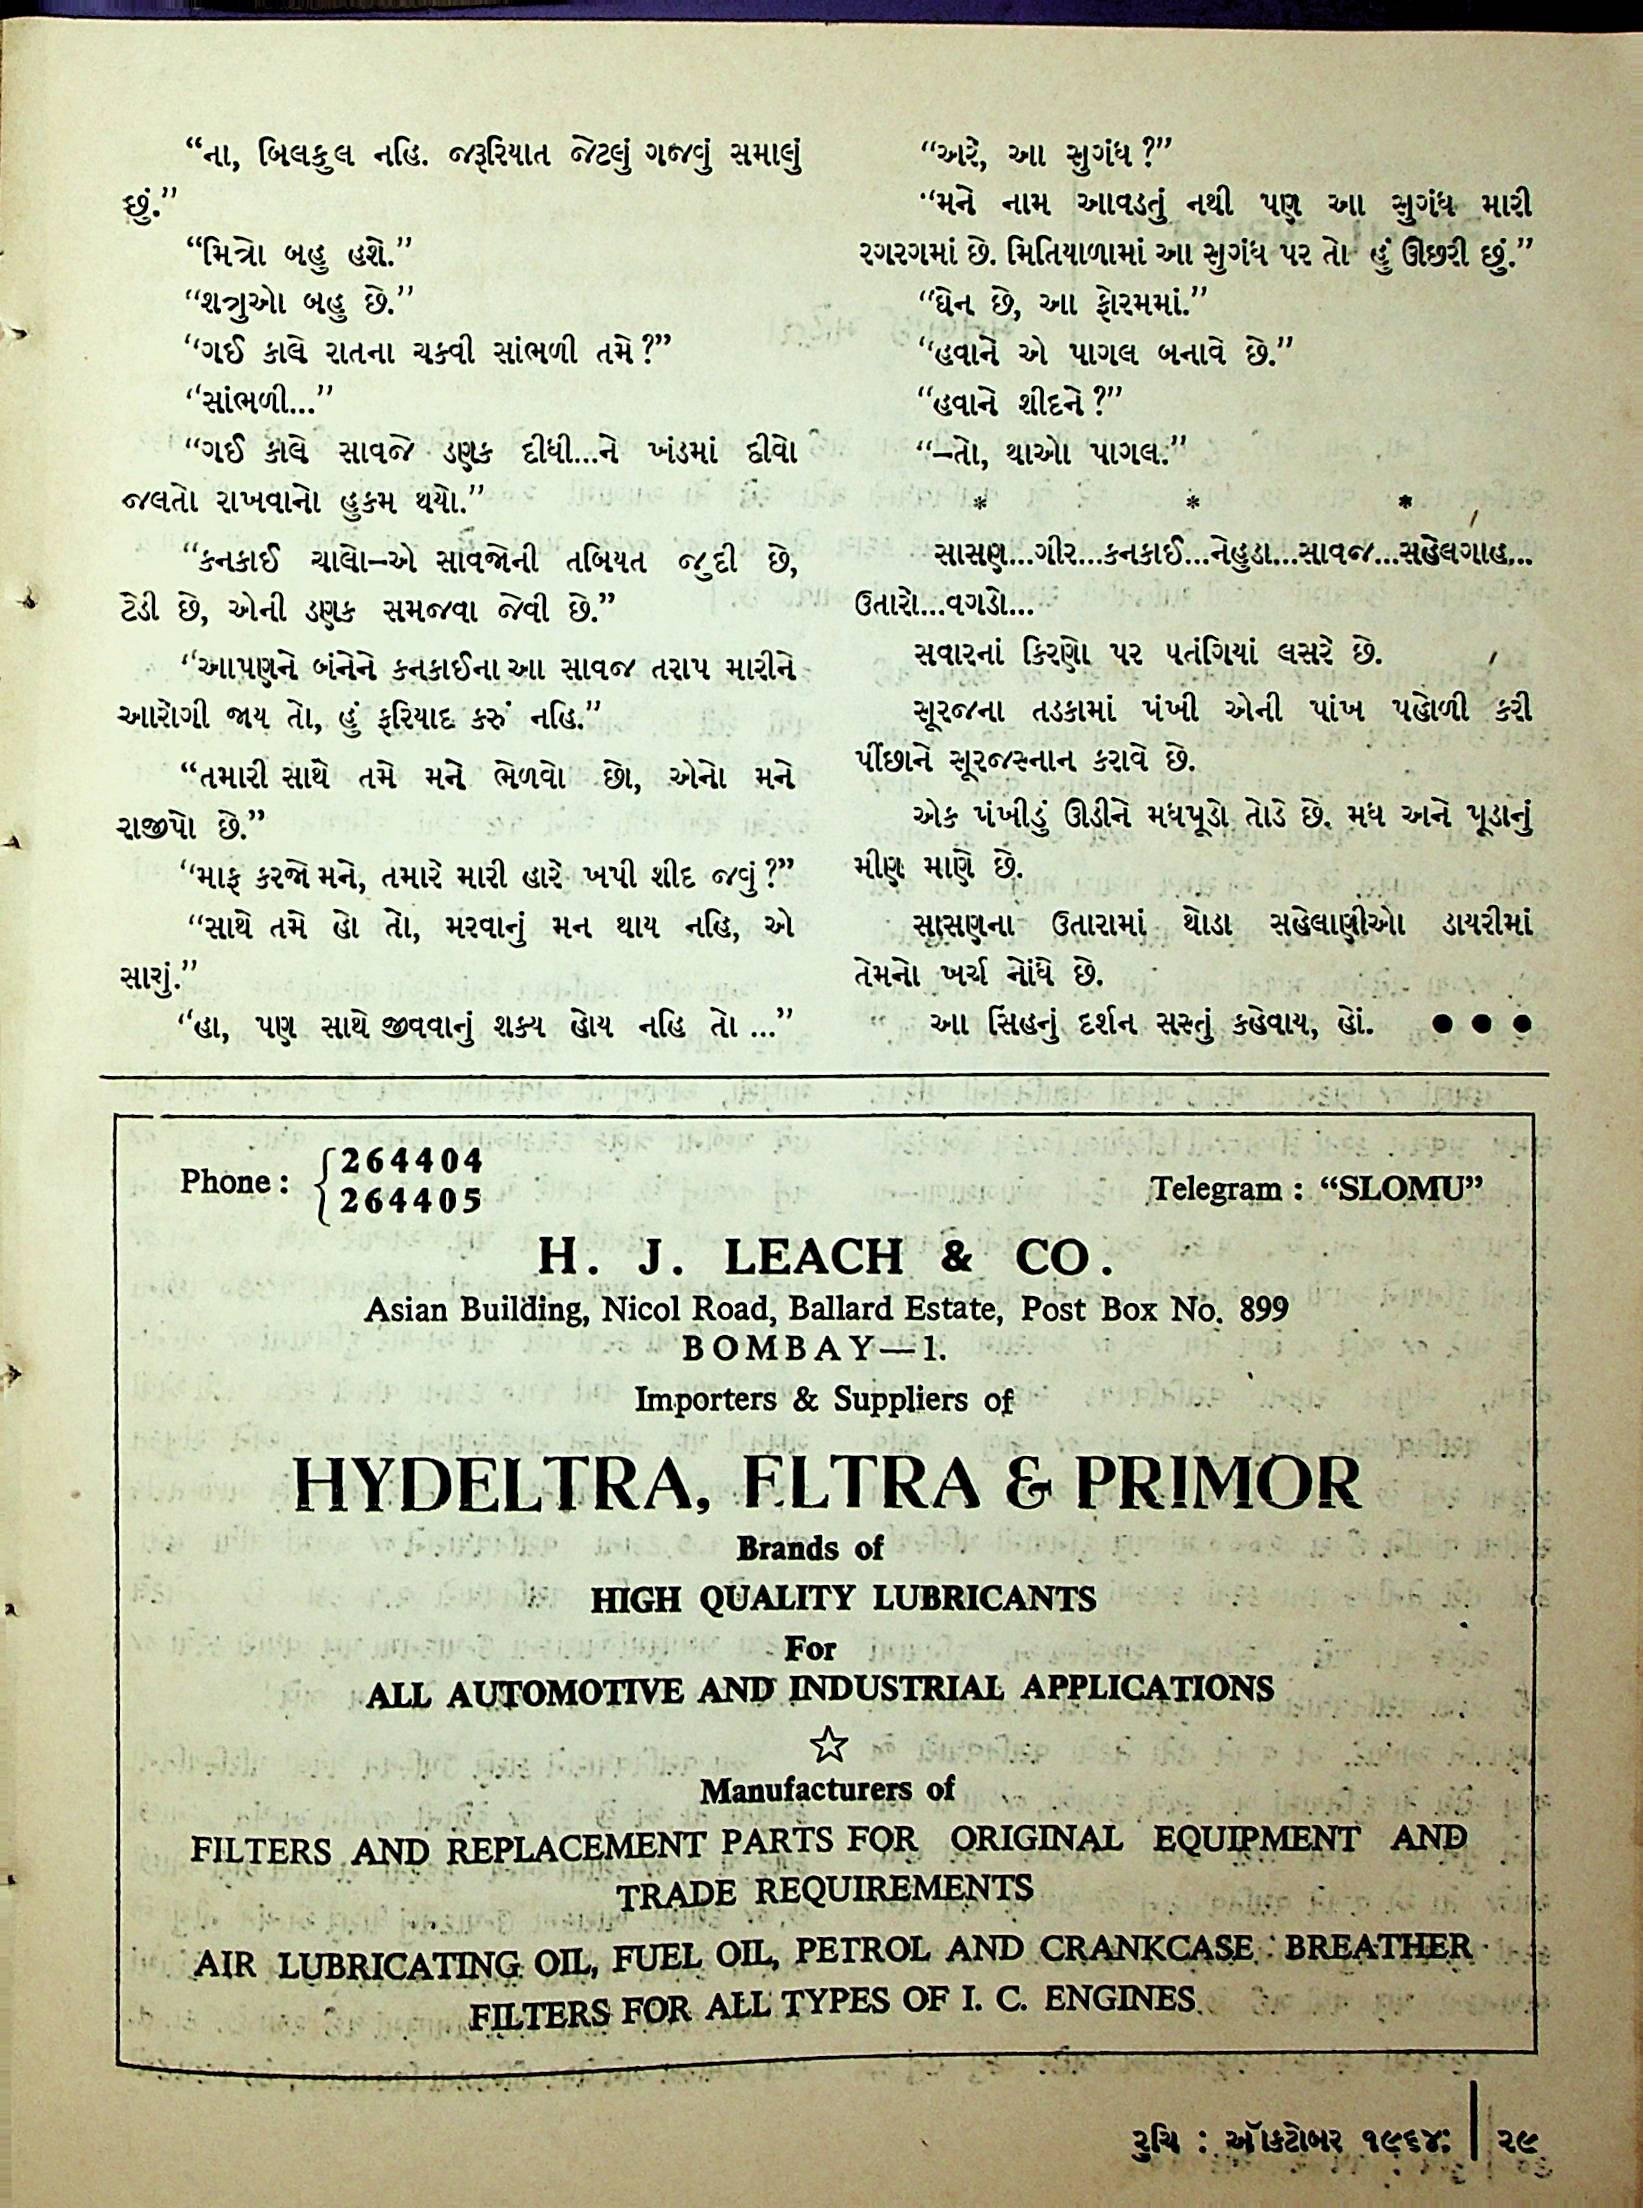 “ના, બિલકુલ નહિ. જરૂરિયાત જેટલું ગજવું સમાલું
છું.”
“મિત્રો બહુ હશે.”
“શત્રુઓ બહુ છે.”
“ગઈ કાલે રાતના ચકવી સાંભળી તમે?”
“સાંભળી...”
“ગઈ કાલે સાવજે ડણક દીધી...ને ખંડમાં દીવો
જલતો રાખવાનો હુકમ થયો.”
“કનકાઈ ચાલો–એ સાવજોની તબિયત જુદી છે,
ટેડી છે, એની ડણક સમજવા જેવી છે.”
“આપણને બંનેને કનકાઈના આ સાવજ તરાપ મારીને
આરોગી જાય તો, હું ફરિયાદ કરું નહિ.”
“તમારી સાથે તમે મને ભેળવો છો, એનો મને
રાજીપો છે.”
“માફ કરજો મને, તમારે મારી હારે ખપી શીદ જવું?”
“સાથે તમે હો તો, મરવાનું મન થાય નહિ, એ
સારું.”
“હા, પણ સાથે જીવવાનું શક્ય હોય નહિ તો ...”
“અરે, આ સુગંધ?”
“મને નામ આવડતું નથી પણ આ સુગંધ મારી
રગરગમાં છે. મિતિયાળામાં આ સુગંધ પર તો હું ઊછરી છું.”
“ઘેન છે, આ ફોરમમાં.”
“હવાને એ પાગલ બનાવે છે.”
“હવાને શીદને?”
“–તો, થાઓ પાગલ.”
* * *
સાસણ...ગીર...કનકાઈ...નેહુડા...સાવજ...સહેલગાહ...
ઉતારો...વગડો...
સવારનાં કિરણો પર પતંગિયાં લસરે છે.
સૂરજના તડકામાં પંખી એની પાંખ પહોળી કરી
પીંછાને સૂરજસ્નાન કરાવે છે.
એક પંખીડું ઊડીને મધપૂડો તોડે છે. મધ અને પૂડાનું
મીણ માણે છે.
સાસણના ઉતારામાં થોડા સહેલાણીઓ ડાયરીમાં
તેમનો ખર્ચ નોંધે છે.
આ સિંહનું દર્શન સસ્તું કહેવાય, હોં. ● ● ●
Phone : { 264404
264405
Telegram : “SLOMU”
H. J. LEACH & CO.
Asian Building, Nicol Road, Ballard Estate, Post Box No. 899
BOMBAY—1.
Importers & Suppliers of
HYDELTRA, ELTRA & PRIMOR
Brands of
HIGH QUALITY LUBRICANTS
For
ALL AUTOMOTIVE AND INDUSTRIAL APPLICATIONS
☆
Manufacturers of
FILTERS AND REPLACEMENT PARTS FOR ORIGINAL EQUIPMENT AND
TRADE REQUIREMENTS
AIR LUBRICATING OIL, FUEL OIL, PETROL AND CRANKCASE BREATHER
FILTERS FOR ALL TYPES OF I. C. ENGINES
રુચિ : ઑક્ટોબર ૧૯૬૪ | ૨૯